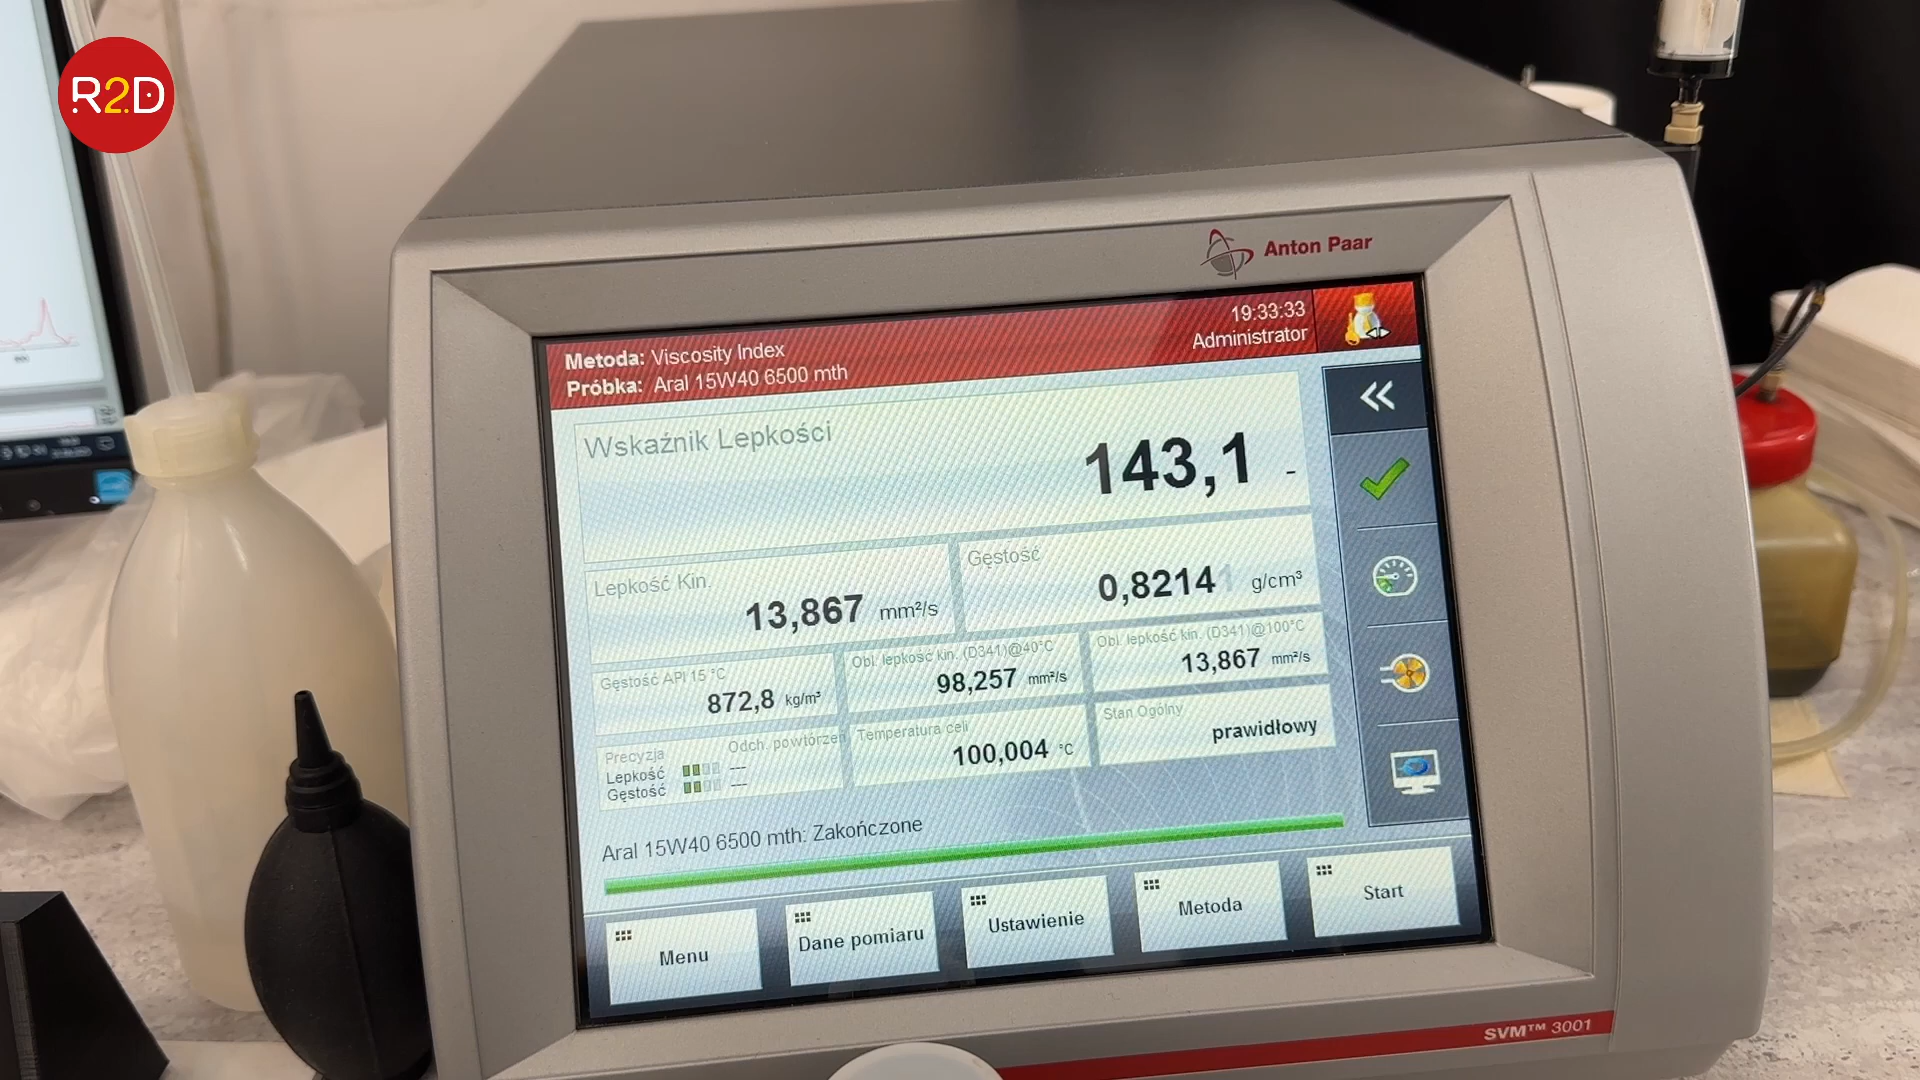 R2D
Anton Paar
19:33:33
Administrator
Metoda: Viscosity Index
Próbka: Aral 15W40 6500 mth
Wskaźnik Lepkości
143,1 -
Lepkość Kin.
13,867 mm²/s
Gęstość
0,82141 g/cm³
Gęstość API 15 °C
872,8 kg/m³
Obl. lepkość kin. (D341)@40°C
98,257 mm²/s
Obl. lepkość kin. (D341)@100°C
13,867 mm²/s
Precyzja
Odch. powtórzeń
Lepkość ---
Gęstość ---
Temperatura celi
100,004 °C
Stan Ogólny
prawidłowy
Aral 15W40 6500 mth: Zakończone
Menu
Dane pomiaru
Ustawienie
Metoda
Start
SVM™ 3001